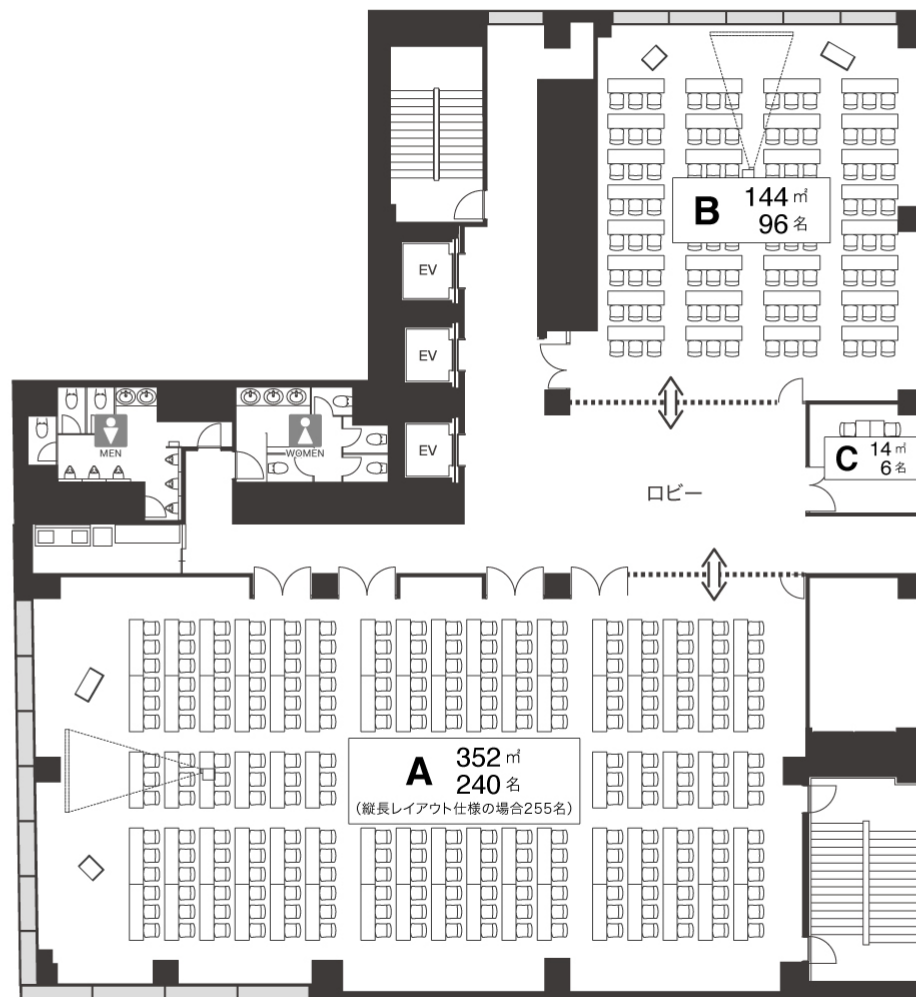 B 144㎡
96名
EV
EV
EV
MEN
WOMEN
C 14㎡
6名
ロビー
A 352㎡
240名
（縦長レイアウト仕様の場合255名）